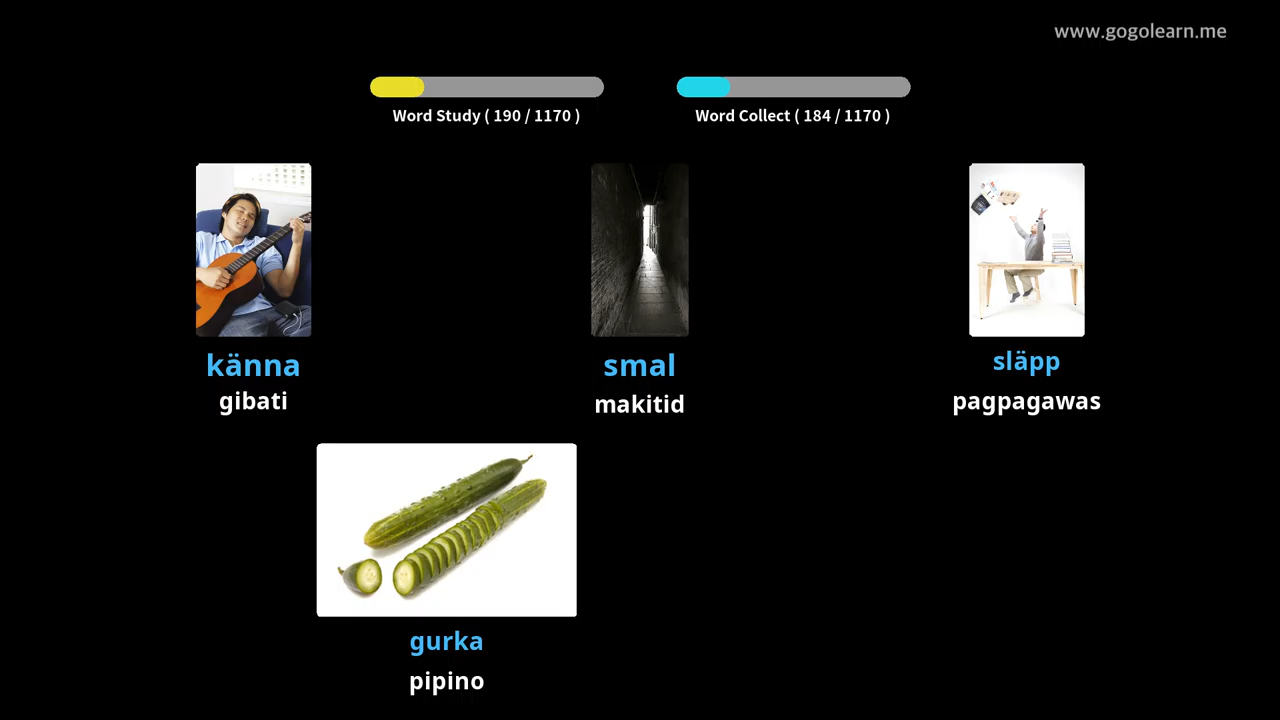 www.gogolearn.me
Word Study ( 190 / 1170 )
Word Collect ( 184 / 1170 )
känna
gibati
smal
makitid
släpp
pagpagawas
gurka
pipino